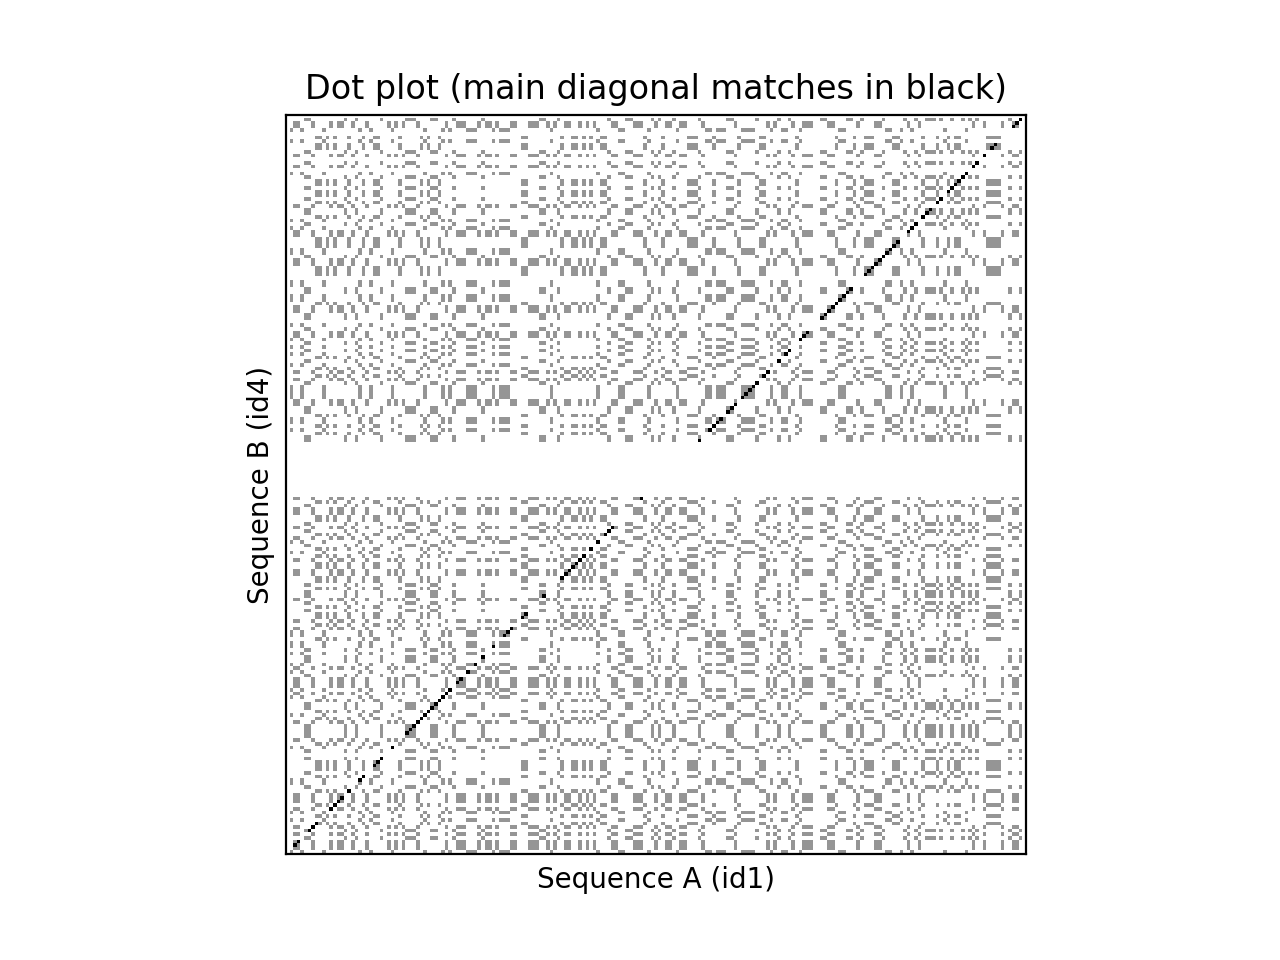 Dot plot (main diagonal matches in black)
Sequence B (id4)
Sequence A (id1)